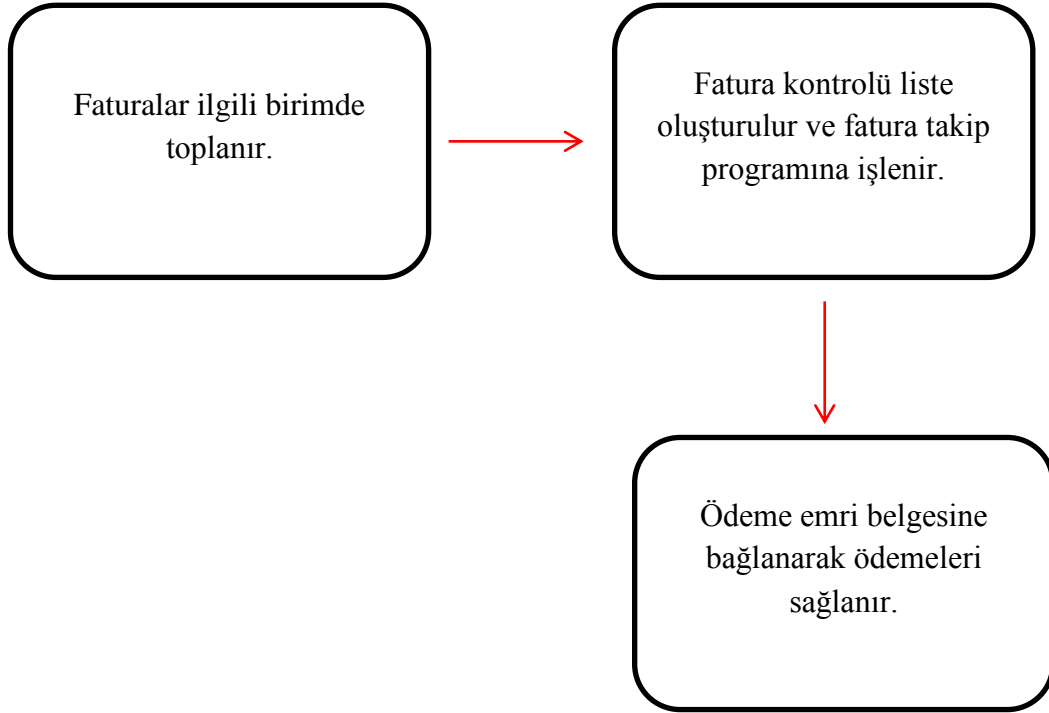 Faturalar ilgili birimde
toplanır.
Fatura kontrolü liste
oluşturulur ve fatura takip
programına işlenir.
Ödeme emri belgesine
bağlanarak ödemeleri
sağlanır.